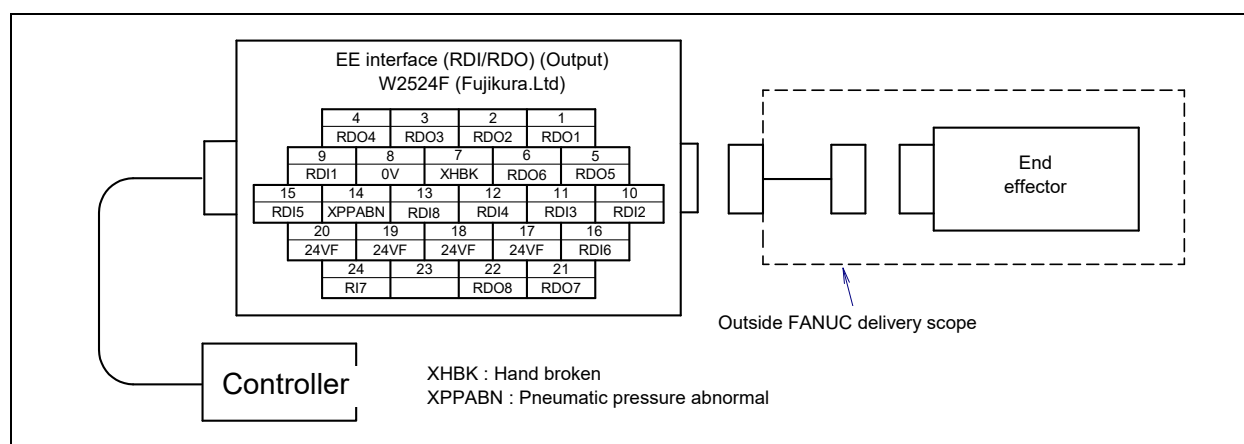 EE interface (RDI/RDO) (Output)
W2524F (Fujikura.Ltd)
4 3 2 1
RDO4 RDO3 RDO2 RDO1
9 8 7 6 5
RDI1 0V XHBK RDO6 RDO5
15 14 13 12 11 10
RDI5 XPPABN RDI8 RDI4 RDI3 RDI2
20 19 18 17 16
24VF 24VF 24VF 24VF RDI6
24 23 22 21
RI7 RDO8 RDO7
End
effector
Outside FANUC delivery scope
Controller
XHBK : Hand broken
XPPABN : Pneumatic pressure abnormal